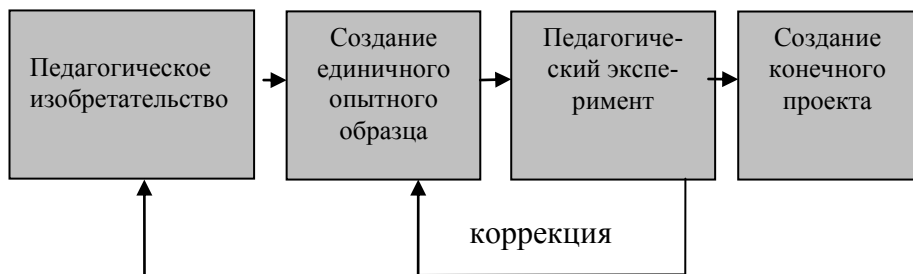 Педагогическое
изобретательство
Создание
единичного
опытного
образца
Педагогиче-
ский экспе-
римент
Создание
конечного
проекта
коррекция